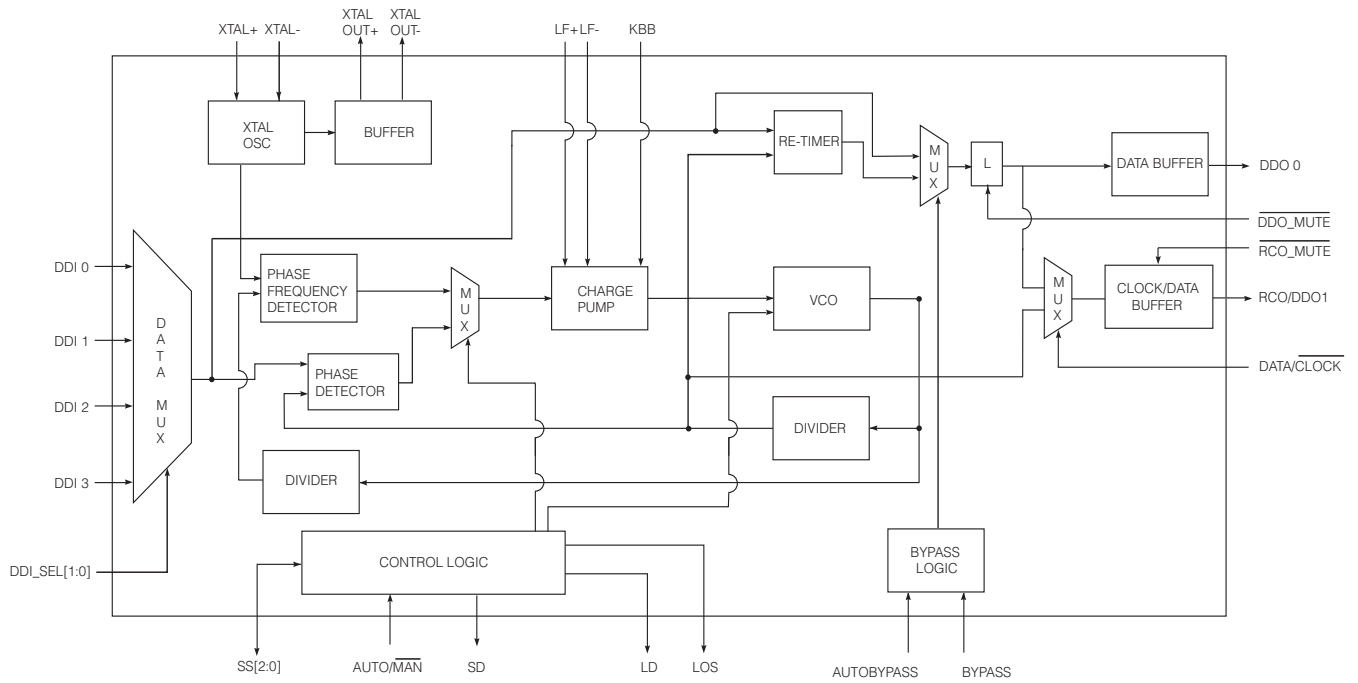 XTAL+ XTAL-
XTAL
OUT+
XTAL
OUT-
LF+ LF-
KBB
XTAL
OSC
BUFFER
RE-TIMER
M
U
X
L
DATA BUFFER
DDO 0
DDO_MUTE
RCO_MUTE
DDI 0
DDI 1
DDI 2
DDI 3
D
A
T
A
M
U
X
PHASE
FREQUENCY
DETECTOR
M
U
X
CHARGE
PUMP
VCO
M
U
X
CLOCK/DATA
BUFFER
RCO/DDO1
PHASE
DETECTOR
DATA/CLOCK
DIVIDER
DIVIDER
DDI_SEL[1:0]
CONTROL LOGIC
BYPASS
LOGIC
SS[2:0]
AUTO/MAN
SD
LD
LOS
AUTOBYPASS
BYPASS